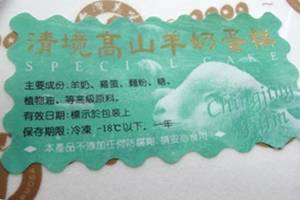 清境高山羊奶蛋糕
SPECIAL CAKE
主要成份:羊奶、雞蛋、麵粉、糖、
植物油、等高級原料。
有效日期:標示於包裝上
保存期限:冷凍 -18℃以下，一年
本產品不添加任何防腐劑 請安心食用
Chingjing
Farm